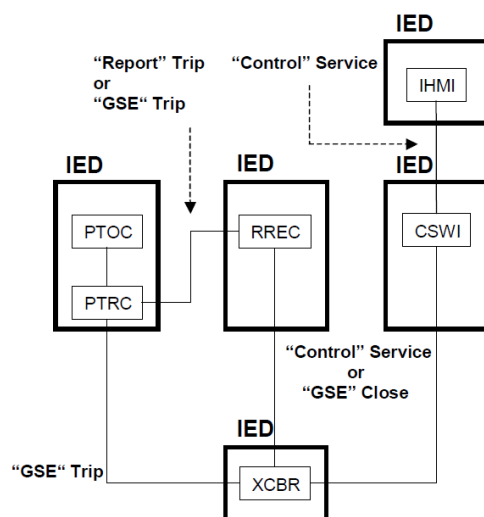 IED
“Report” Trip
or
“GSE“ Trip
“Control” Service
IHMI
IED
IED
IED
PTOC
RREC
CSWI
PTRC
“Control” Service
or
“GSE” Close
IED
“GSE“ Trip
XCBR